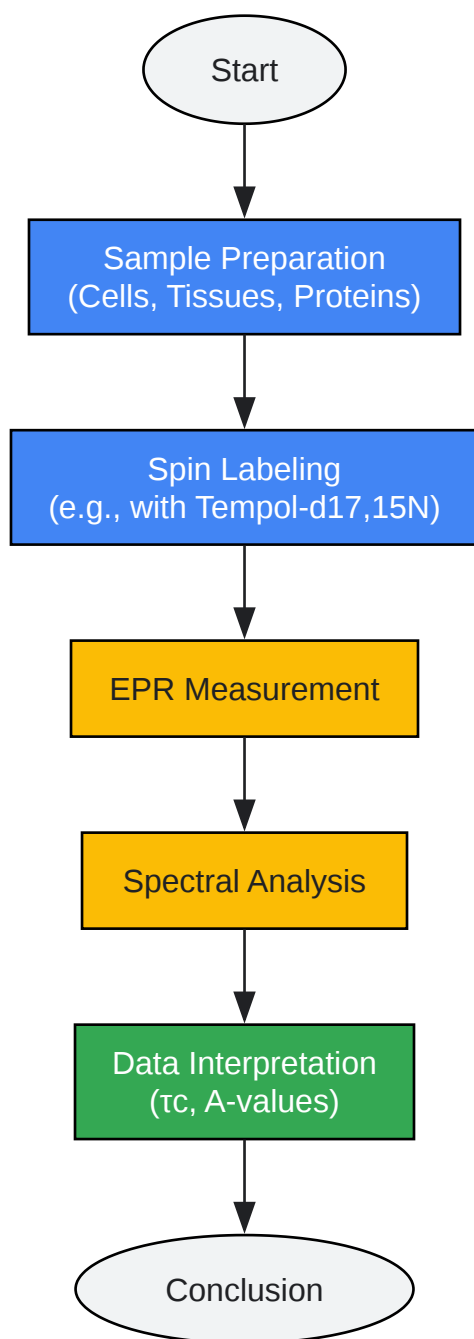 Start
Sample Preparation
(Cells, Tissues, Proteins)
Spin Labeling
(e.g., with Tempol-d17,15N)
EPR Measurement
Spectral Analysis
Data Interpretation
(τc, A-values)
Conclusion